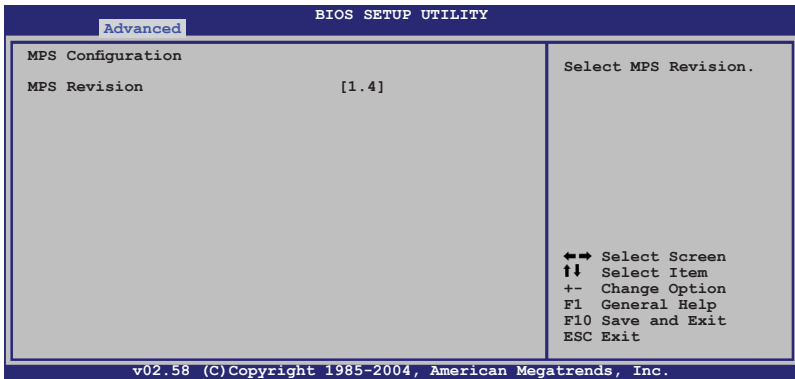 BIOS SETUP UTILITY
Advanced
MPS Configuration
MPS Revision [1.4]
Select MPS Revision.
←→ Select Screen
↑↓ Select Item
+- Change Option
F1 General Help
F10 Save and Exit
ESC Exit
v02.58 (C)Copyright 1985-2004, American Megatrends, Inc.